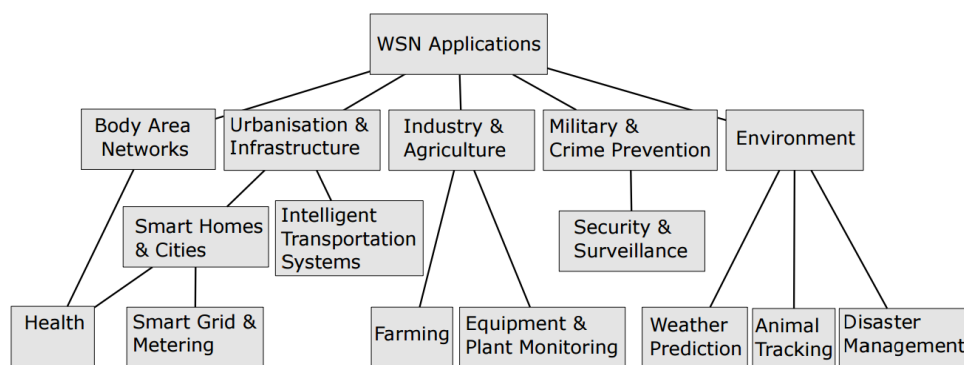 WSN Applications
Body Area
Networks
Urbanisation &
Infrastructure
Industry &
Agriculture
Military &
Crime Prevention
Environment
Smart Homes
& Cities
Intelligent
Transportation
Systems
Security &
Surveillance
Health
Smart Grid &
Metering
Farming
Equipment &
Plant Monitoring
Weather
Prediction
Animal
Tracking
Disaster
Management